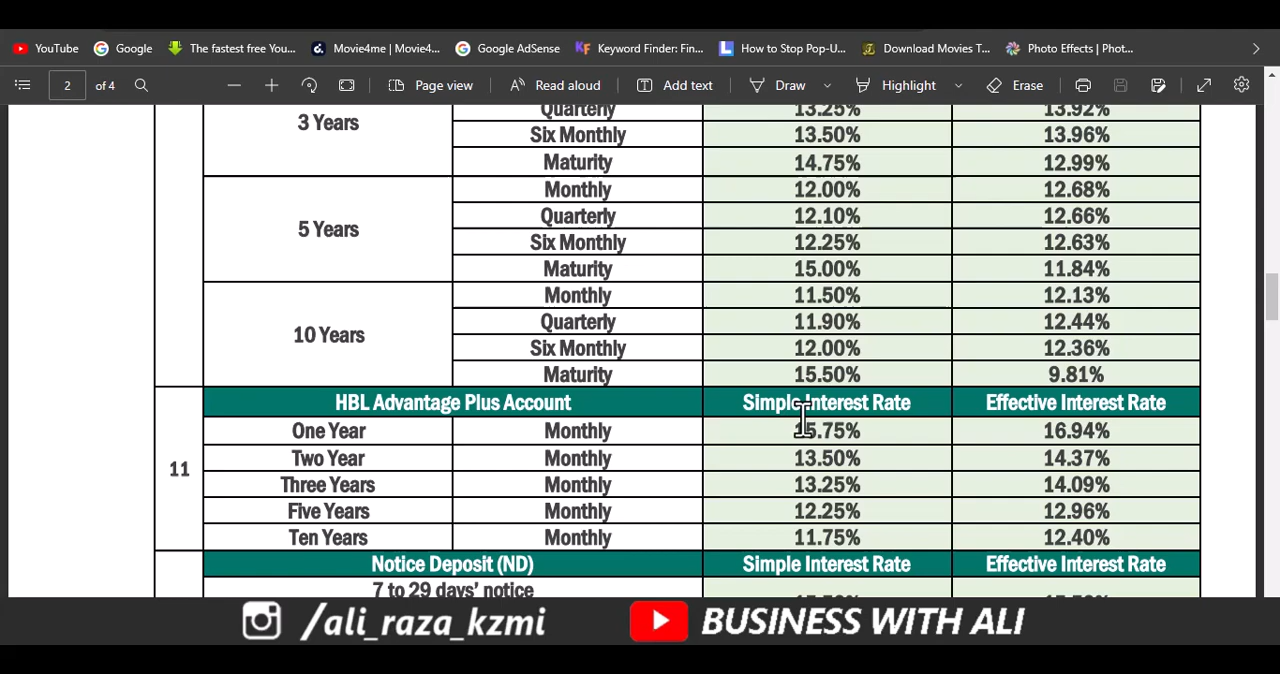 YouTube Google The fastest free You... Movie4me | Movie4... Google AdSense Keyword Finder: Fin... How to Stop Pop-U... Download Movies T... Photo Effects | Phot...
2 of 4 Page view Read aloud Add text Draw Highlight Erase
Quarterly 13.25% 13.92%
3 Years
Six Monthly 13.50% 13.96%
Maturity 14.75% 12.99%
Monthly 12.00% 12.68%
Quarterly 12.10% 12.66%
5 Years
Six Monthly 12.25% 12.63%
Maturity 15.00% 11.84%
Monthly 11.50% 12.13%
Quarterly 11.90% 12.44%
10 Years
Six Monthly 12.00% 12.36%
Maturity 15.50% 9.81%
HBL Advantage Plus Account Simple Interest Rate Effective Interest Rate
One Year Monthly 15.75% 16.94%
Two Year Monthly 13.50% 14.37%
11
Three Years Monthly 13.25% 14.09%
Five Years Monthly 12.25% 12.96%
Ten Years Monthly 11.75% 12.40%
Notice Deposit (ND) Simple Interest Rate Effective Interest Rate
7 to 29 days' notice
/ali_raza_kzmi BUSINESS WITH ALI